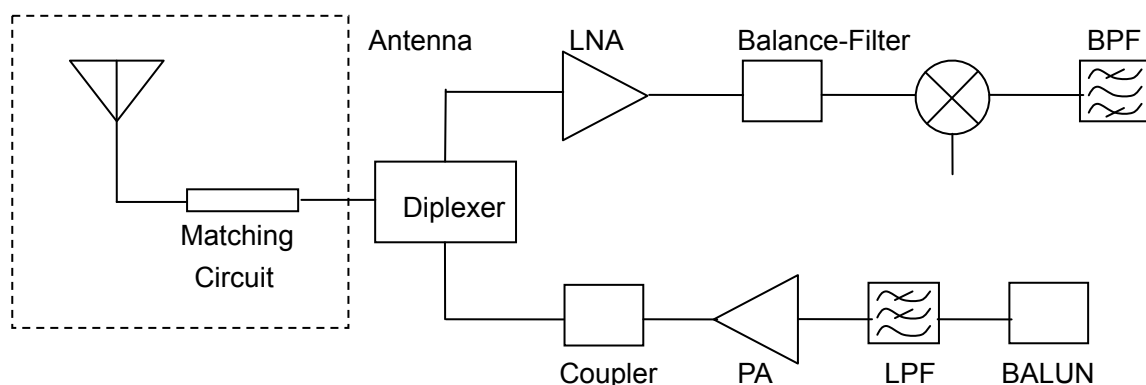 Antenna
LNA
Balance-Filter
BPF
Diplexer
Matching
Circuit
Coupler
PA
LPF
BALUN